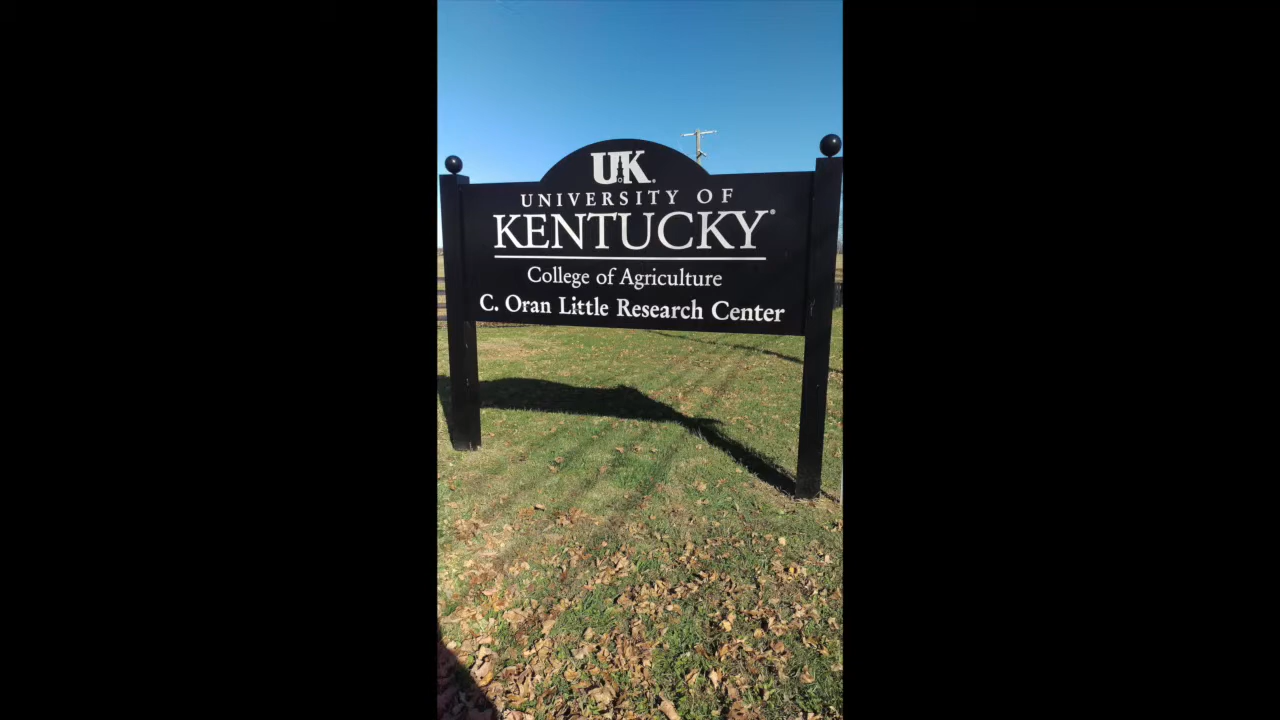 UK
UNIVERSITY OF
KENTUCKY®
College of Agriculture
C. Oran Little Research Center